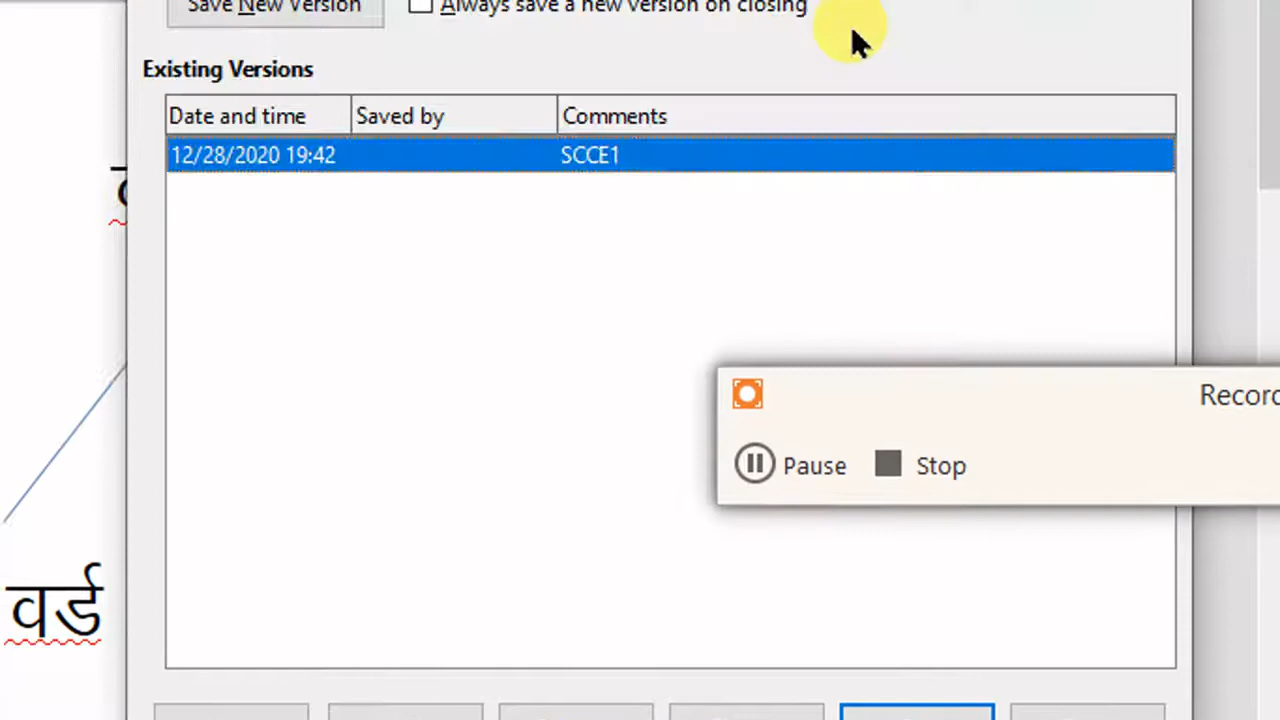 Save New Version
Always save a new version on closing
Existing Versions
Date and time Saved by Comments
12/28/2020 19:42 SCCE1
Pause Stop
वर्ड